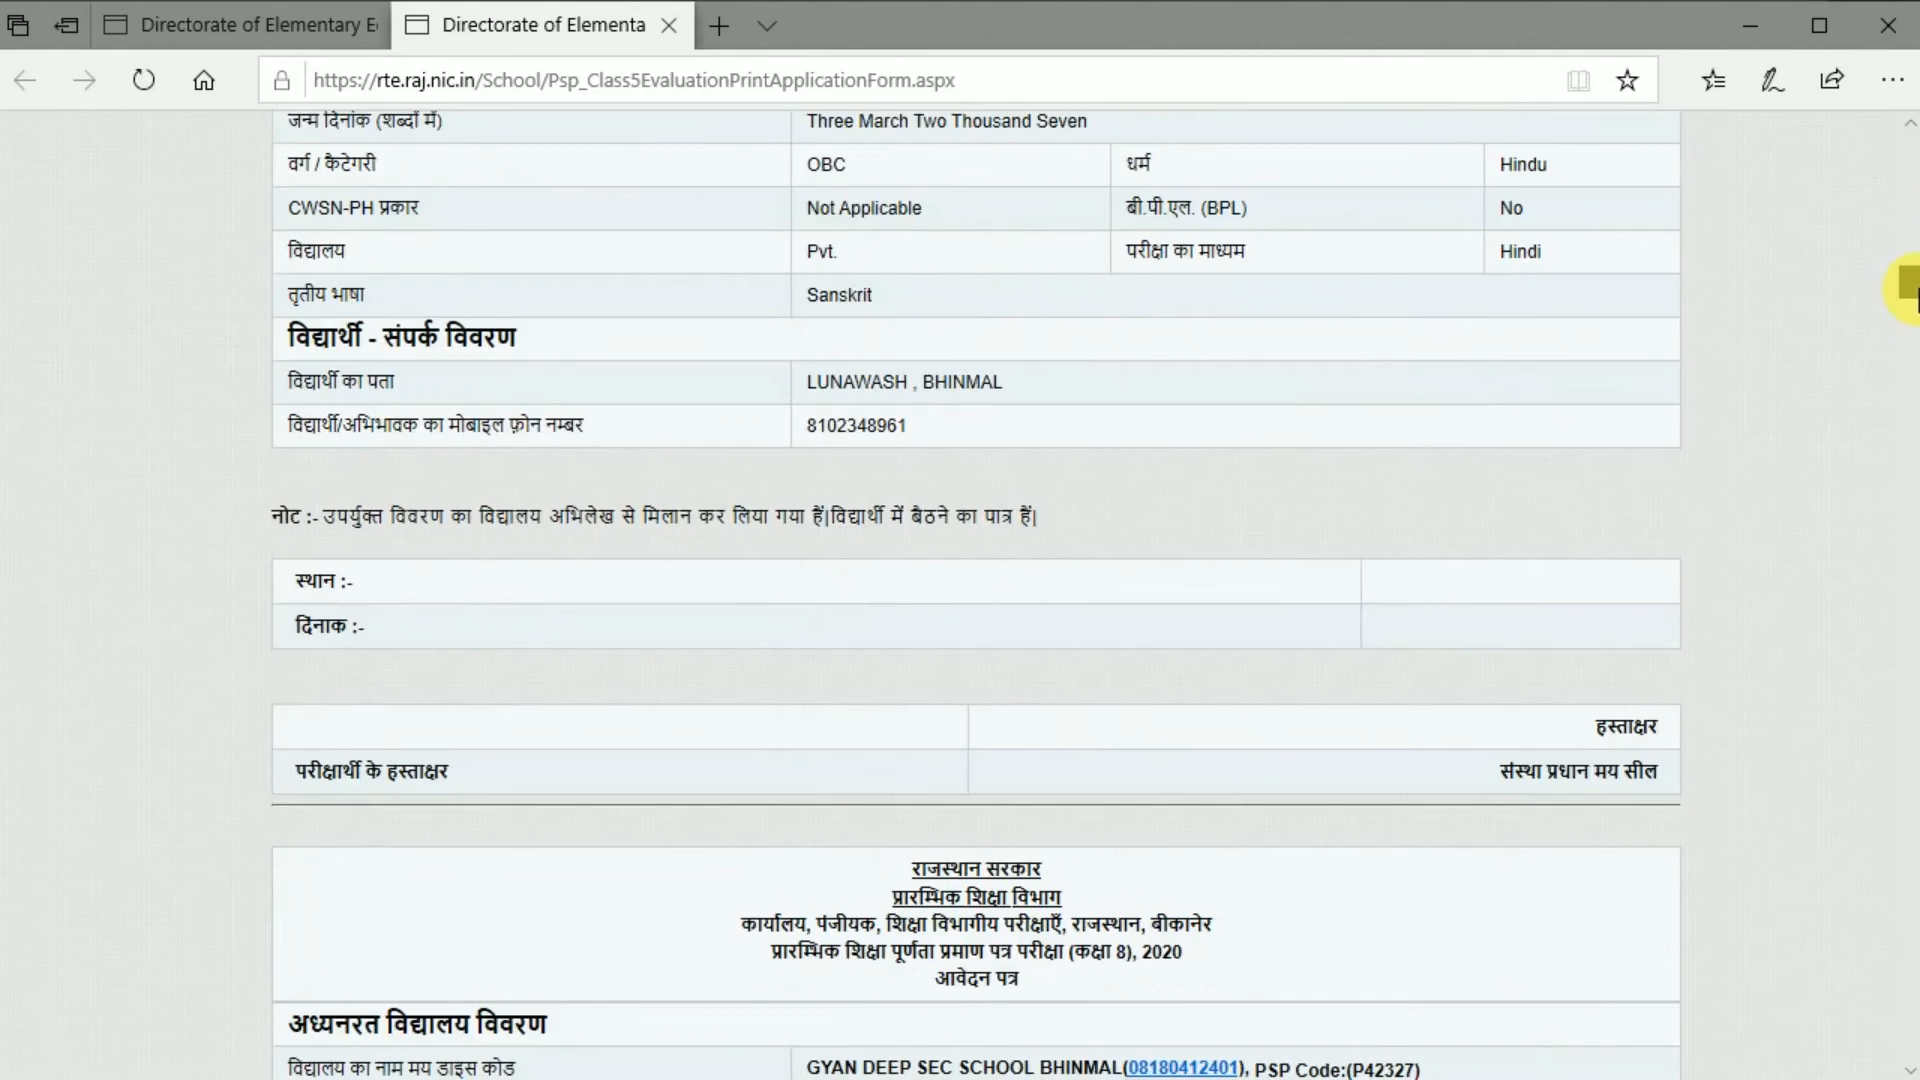 Directory of Elementary E
Directorate of Elementa
https://rte.raj.nic.in/School/Psp_Class5EvaluationPrintApplicationForm.aspx
जन्म दिनांक (शब्दों में) Three March Two Thousand Seven
वर्ग / कैटेगरी OBC धर्म Hindu
CWSN-PH प्रकार Not Applicable बी.पी.एल. (BPL) No
विद्यालय Pvt. परीक्षा का माध्यम Hindi
तृतीय भाषा Sanskrit
विद्यार्थी - संपर्क विवरण
विद्यार्थी का पता LUNAWASH , BHINMAL
विद्यार्थी/अभिभावक का मोबाइल फ़ोन नम्बर 8102348961
नोट :- उपर्युक्त विवरण का विद्यालय अभिलेख से मिलान कर लिया गया हैं|विद्यार्थी में बैठने का पात्र हैं|
स्थान :-
दिंनाक :-
हस्ताक्षर
परीक्षार्थी के हस्ताक्षर संस्था प्रधान मय सील
राजस्थान सरकार
प्रारम्भिक शिक्षा विभाग
कार्यालय, पंजीयक, शिक्षा विभागीय परीक्षाएँ, राजस्थान, बीकानेर
प्रारम्भिक शिक्षा पूर्णता प्रमाण पत्र परीक्षा (कक्षा 8), 2020
आवेदन पत्र
अध्यनरत विद्यालय विवरण
विद्यालय का नाम मय डाइस कोड GYAN DEEP SEC SCHOOL BHINMAL(08180412401), PSP Code:(P42327)